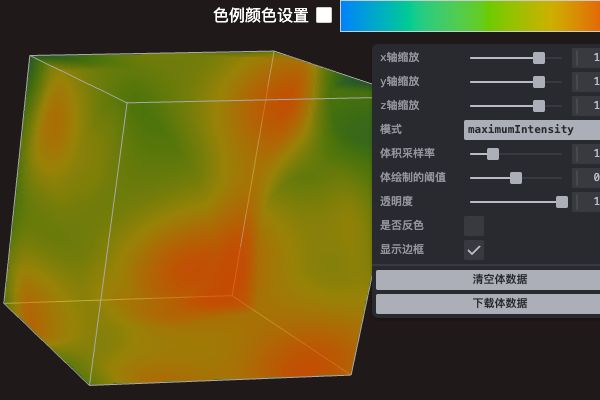 色例颜色设置
x轴缩放 1
y轴缩放 1
z轴缩放 1
模式 maximumIntensity
体积采样率 1
体绘制的阈值 0
透明度 1
是否反色
显示边框
清空体数据
下载体数据